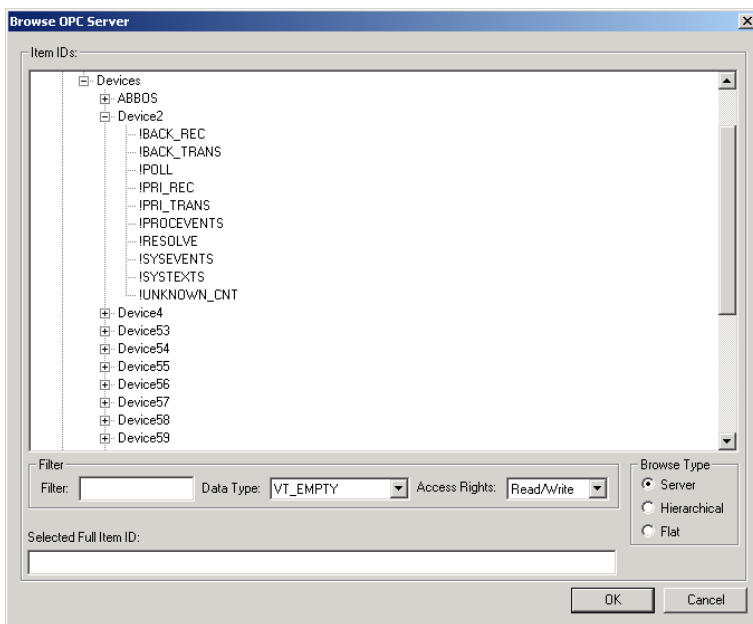 Browse OPC Server
Item IDs:
Devices
ABBOS
Device2
!BACK_REC
!BACK_TRANS
!POLL
!PRI_REC
!PRI_TRANS
!PROCEVENTS
!RESOLVE
!SYSEVENTS
!SYSTEXTS
!UNKNOWN_CNT
Device4
Device53
Device54
Device55
Device56
Device57
Device58
Device59
Filter
Filter: Data Type: VT_EMPTY Access Rights: Read/Write
Browse Type
Server
Hierarchical
Flat
Selected Full Item ID:
OK Cancel